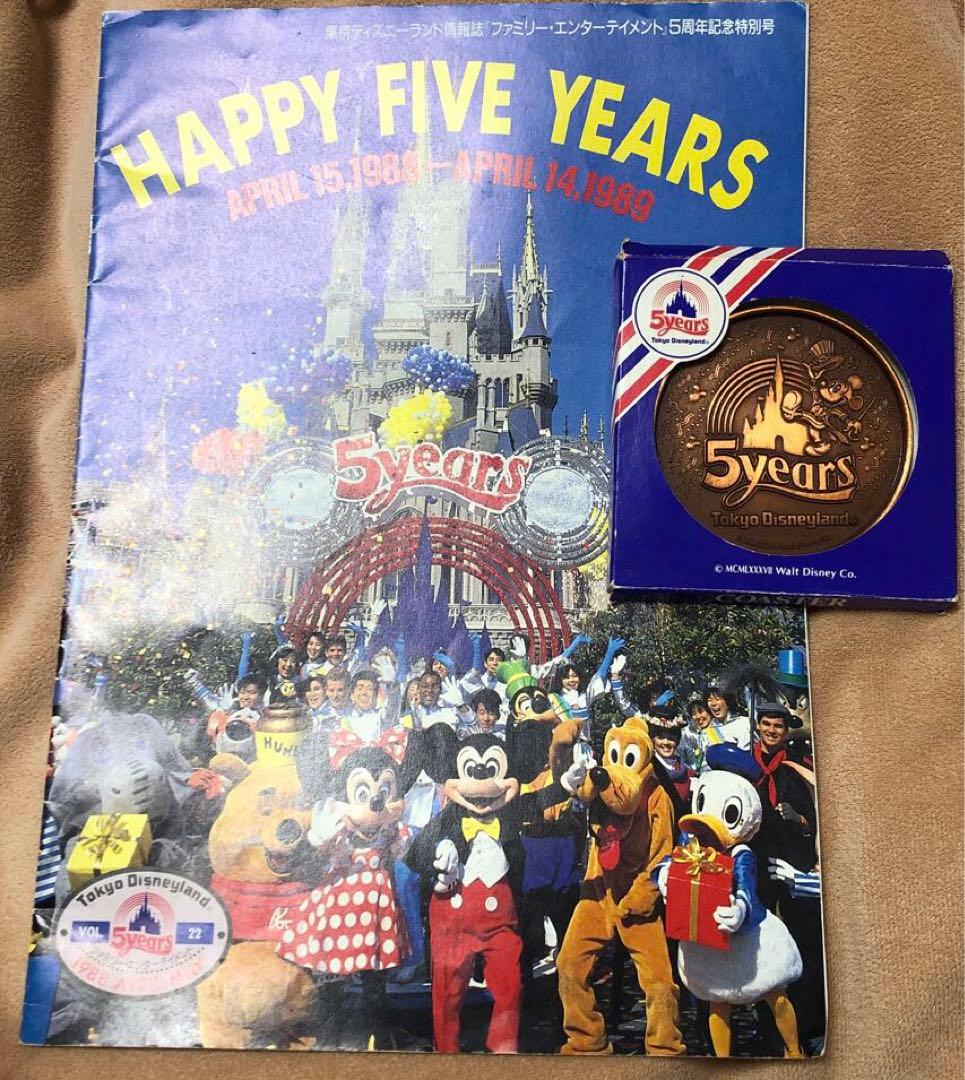 東京ディズニーランド情報誌『ファミリー・エンターテイメント』5周年記念特別号
HAPPY FIVE YEARS
APRIL 15,1988—APRIL 14,1989
5years
HUN
Tokyo Disneyland
VOL. 22
5years
5years
Tokyo Disneyland®
5years
Tokyo Disneyland®
© MCMLXXXVII Walt Disney Co.
COASTER